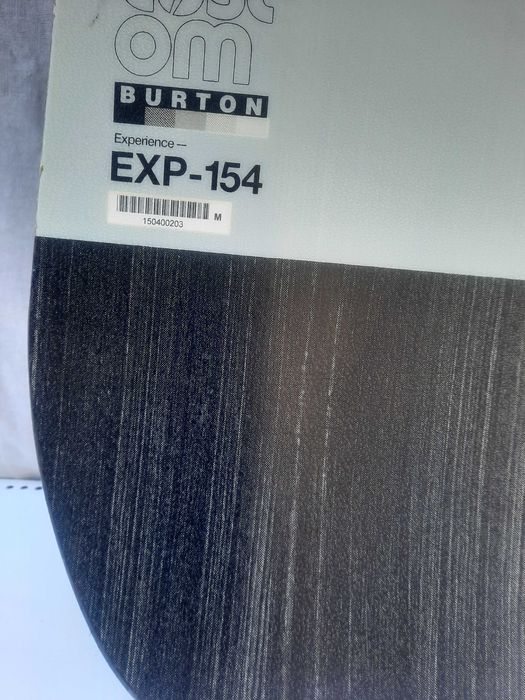 om
BURTON
Experience —
EXP-154
150400203 M